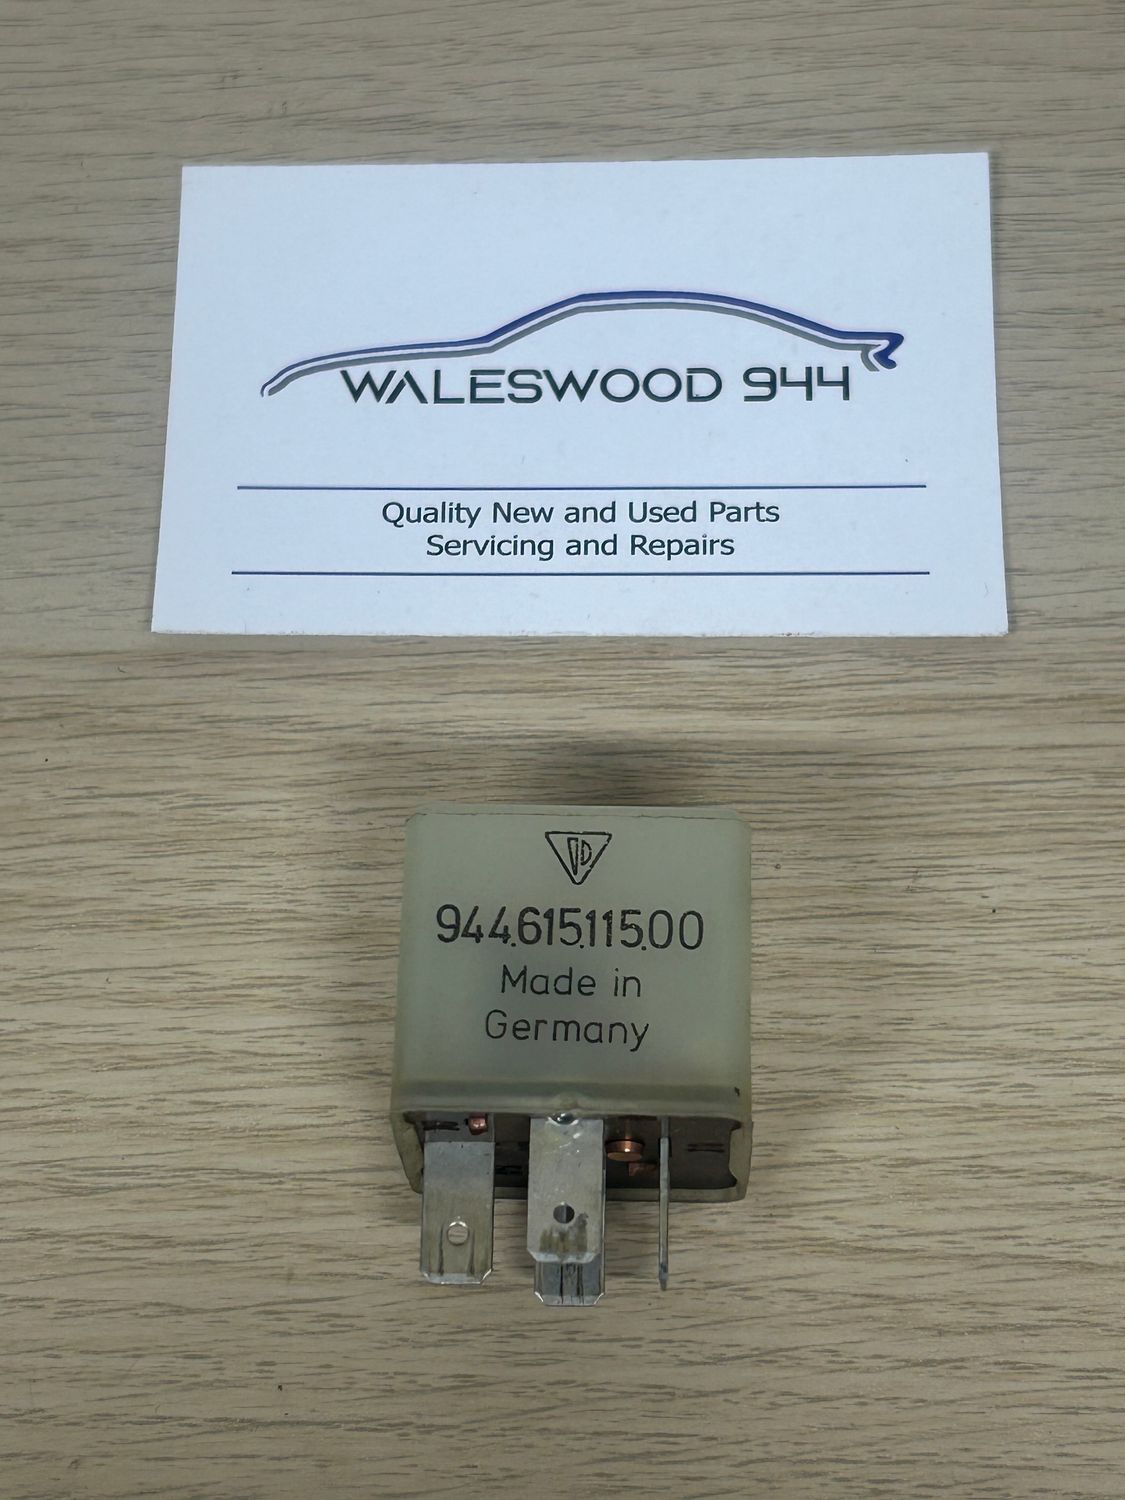 WALESWOOD 944
Quality New and Used Parts
Servicing and Repairs
944.615.115.00
Made in
Germany